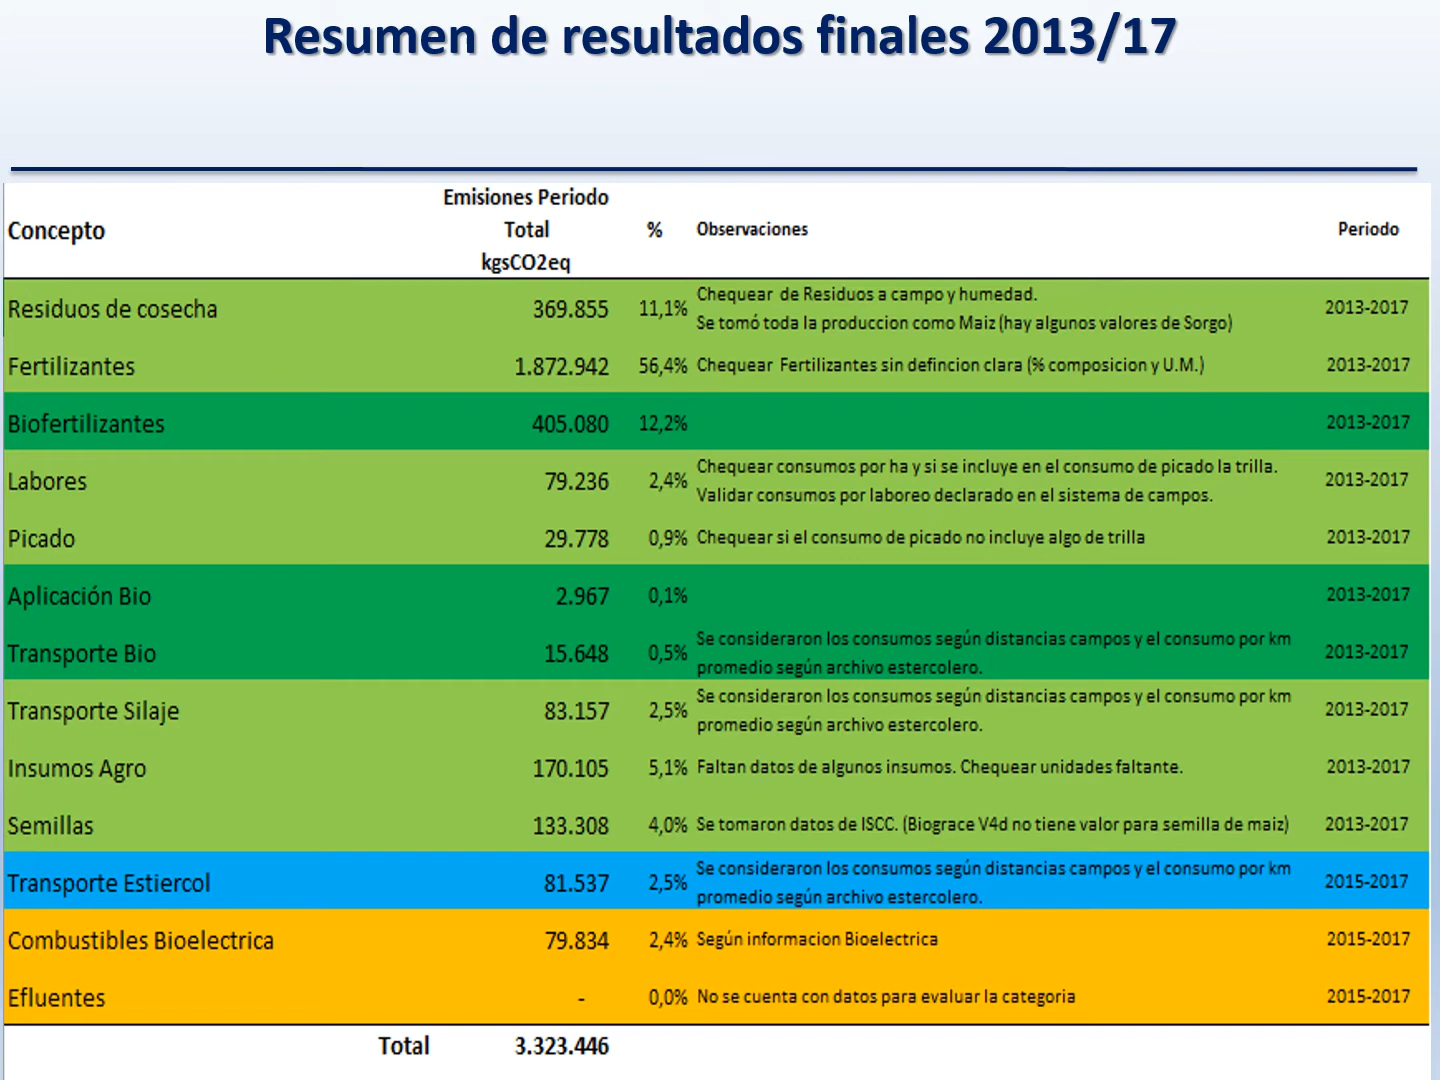 Resumen de resultados finales 2013/17
Emisiones Periodo
Concepto Total % Observaciones Periodo
kgsCO2eq
Residuos de cosecha 369.855 11,1% Chequear de Residuos a campo y humedad. 2013-2017
Se tomó toda la produccion como Maiz (hay algunos valores de Sorgo)
Fertilizantes 1.872.942 56,4% Chequear Fertilizantes sin defincion clara (% composicion y U.M.) 2013-2017
Biofertilizantes 405.080 12,2% 2013-2017
Labores 79.236 2,4% Chequear consumos por ha y si se incluye en el consumo de picado la trilla. 2013-2017
Validar consumos por laboreo declarado en el sistema de campos.
Picado 29.778 0,9% Chequear si el consumo de picado no incluye algo de trilla 2013-2017
Aplicación Bio 2.967 0,1% 2013-2017
Transporte Bio 15.648 0,5% Se consideraron los consumos según distancias campos y el consumo por km 2013-2017
promedio según archivo estercolero.
Transporte Silaje 83.157 2,5% Se consideraron los consumos según distancias campos y el consumo por km 2013-2017
promedio según archivo estercolero.
Insumos Agro 170.105 5,1% Faltan datos de algunos insumos. Chequear unidades faltante. 2013-2017
Semillas 133.308 4,0% Se tomaron datos de ISCC. (Biograce V4d no tiene valor para semilla de maiz) 2013-2017
Transporte Estiercol 81.537 2,5% Se consideraron los consumos según distancias campos y el consumo por km 2015-2017
promedio según archivo estercolero.
Combustibles Bioelectrica 79.834 2,4% Según informacion Bioelectrica 2015-2017
Efluentes - 0,0% No se cuenta con datos para evaluar la categoria 2015-2017
Total 3.323.446